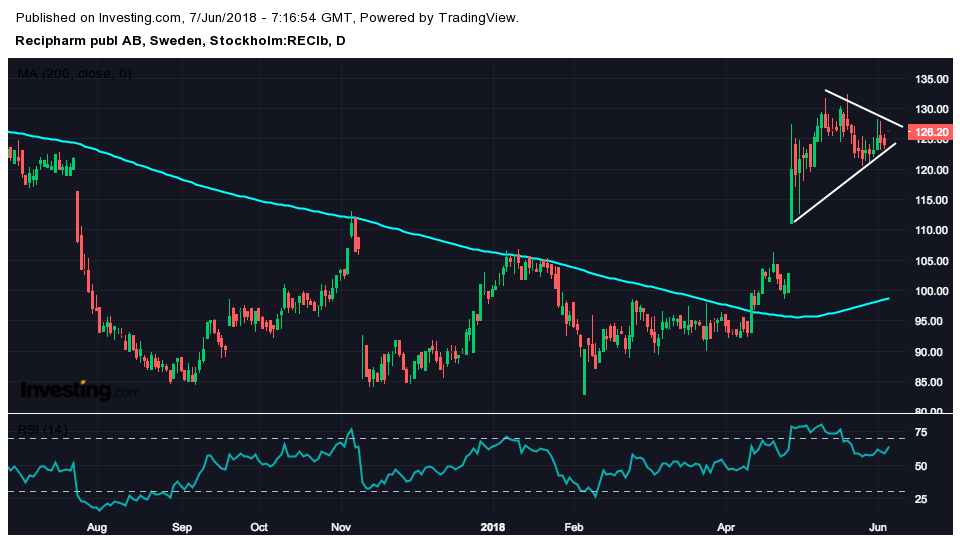 Published on Investing.com, 7/Jun/2018 - 7:16:54 GMT, Powered by TradingView.
Recipharm publ AB, Sweden, Stockholm:RECIb, D
MA (200, close, 0)
135.00
130.00
126.20
125.00
120.00
115.00
110.00
105.00
100.00
95.00
90.00
85.00
80.00
Investing.com
RSI (14)
75
50
25
Aug Sep Oct Nov 2018 Feb Apr Jun